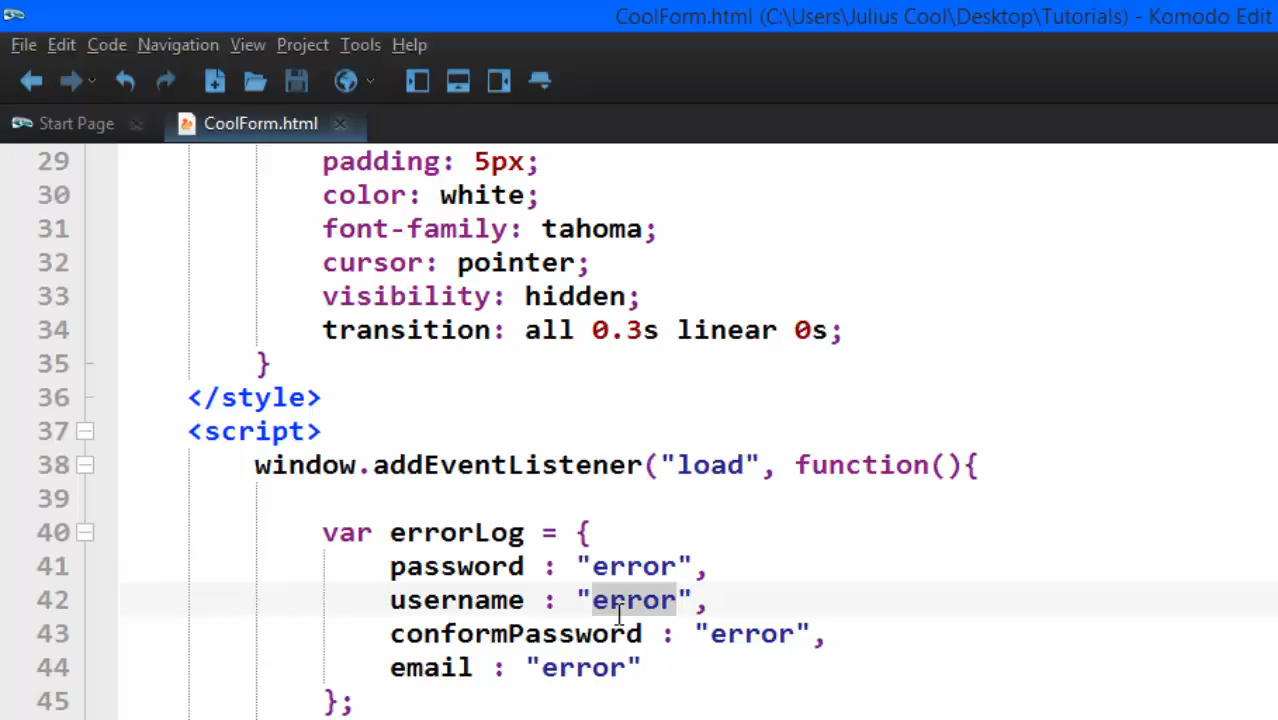 CoolForm.html (C:\Users\Julius Cool\Desktop\Tutorials) - Komodo Edit
File Edit Code Navigation View Project Tools Help
Start Page CoolForm.html
29 padding: 5px;
30 color: white;
31 font-family: tahoma;
32 cursor: pointer;
33 visibility: hidden;
34 transition: all 0.3s linear 0s;
35 }
36 </style>
37 <script>
38 window.addEventListener("load", function(){
39
40 var errorLog = {
41 password : "error",
42 username : "error",
43 conformPassword : "error",
44 email : "error"
45 };